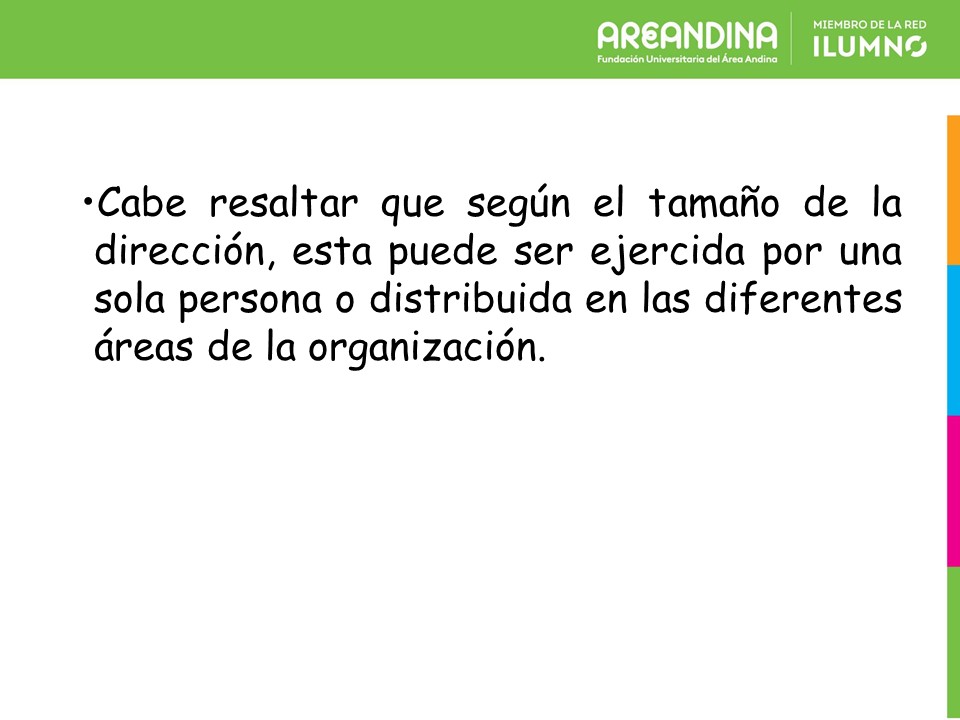 AREANDINA
Fundación Universitaria del Área Andina
MIEMBRO DE LA RED
ILUMNO
•Cabe resaltar que según el tamaño de la
dirección, esta puede ser ejercida por una
sola persona o distribuida en las diferentes
áreas de la organización.